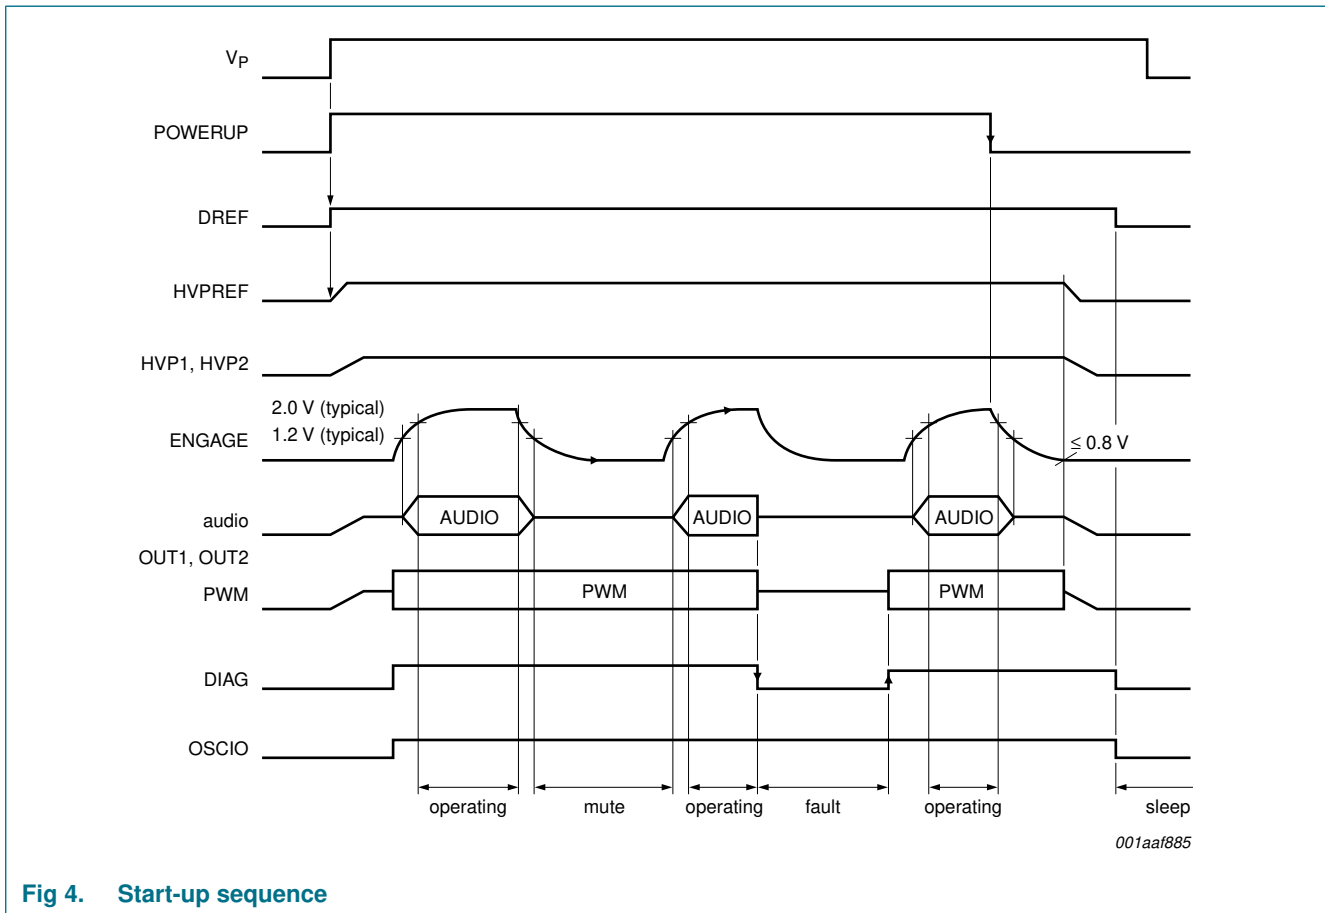 VP
POWERUP
DREF
HVPREF
HVP1, HVP2
2.0 V (typical)
1.2 V (typical)
ENGAGE
≤ 0.8 V
audio
AUDIO AUDIO AUDIO
OUT1, OUT2
PWM
PWM PWM
DIAG
OSCIO
operating mute operating fault operating sleep
001aaf885
Fig 4. Start-up sequence